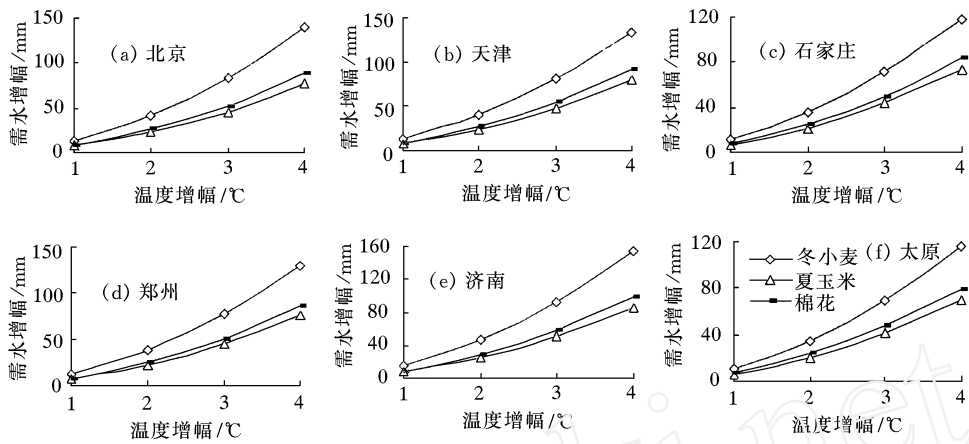 需水增幅/mm
150
100
50
0
(a) 北京
1 2 3 4
温度增幅/℃
需水增幅/mm
150
100
50
0
(b) 天津
1 2 3 4
温度增幅/℃
需水增幅/mm
120
80
40
0
(c) 石家庄
1 2 3 4
温度增幅/℃
需水增幅/mm
150
100
50
0
(d) 郑州
1 2 3 4
温度增幅/℃
需水增幅/mm
160
120
80
40
0
(e) 济南
1 2 3 4
温度增幅/℃
需水增幅/mm
120
80
40
0
(f) 太原
冬小麦
夏玉米
棉花
1 2 3 4
温度增幅/℃